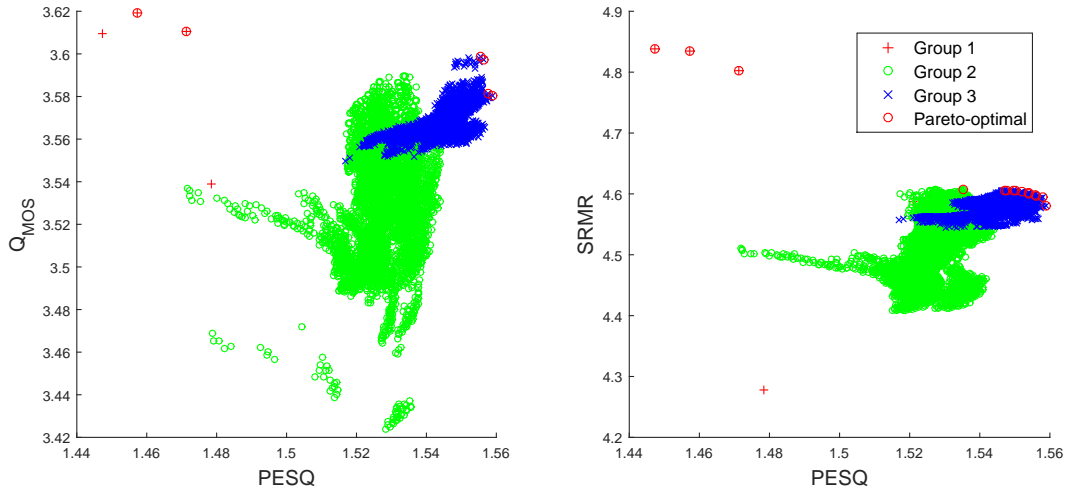 3.62
3.6
3.58
3.56
3.54
3.52
3.5
3.48
3.46
3.44
3.42
Q_MOS
1.44 1.46 1.48 1.5 1.52 1.54 1.56
PESQ
4.9
4.8
4.7
4.6
4.5
4.4
4.3
4.2
SRMR
1.44 1.46 1.48 1.5 1.52 1.54 1.56
PESQ
Group 1
Group 2
Group 3
Pareto-optimal